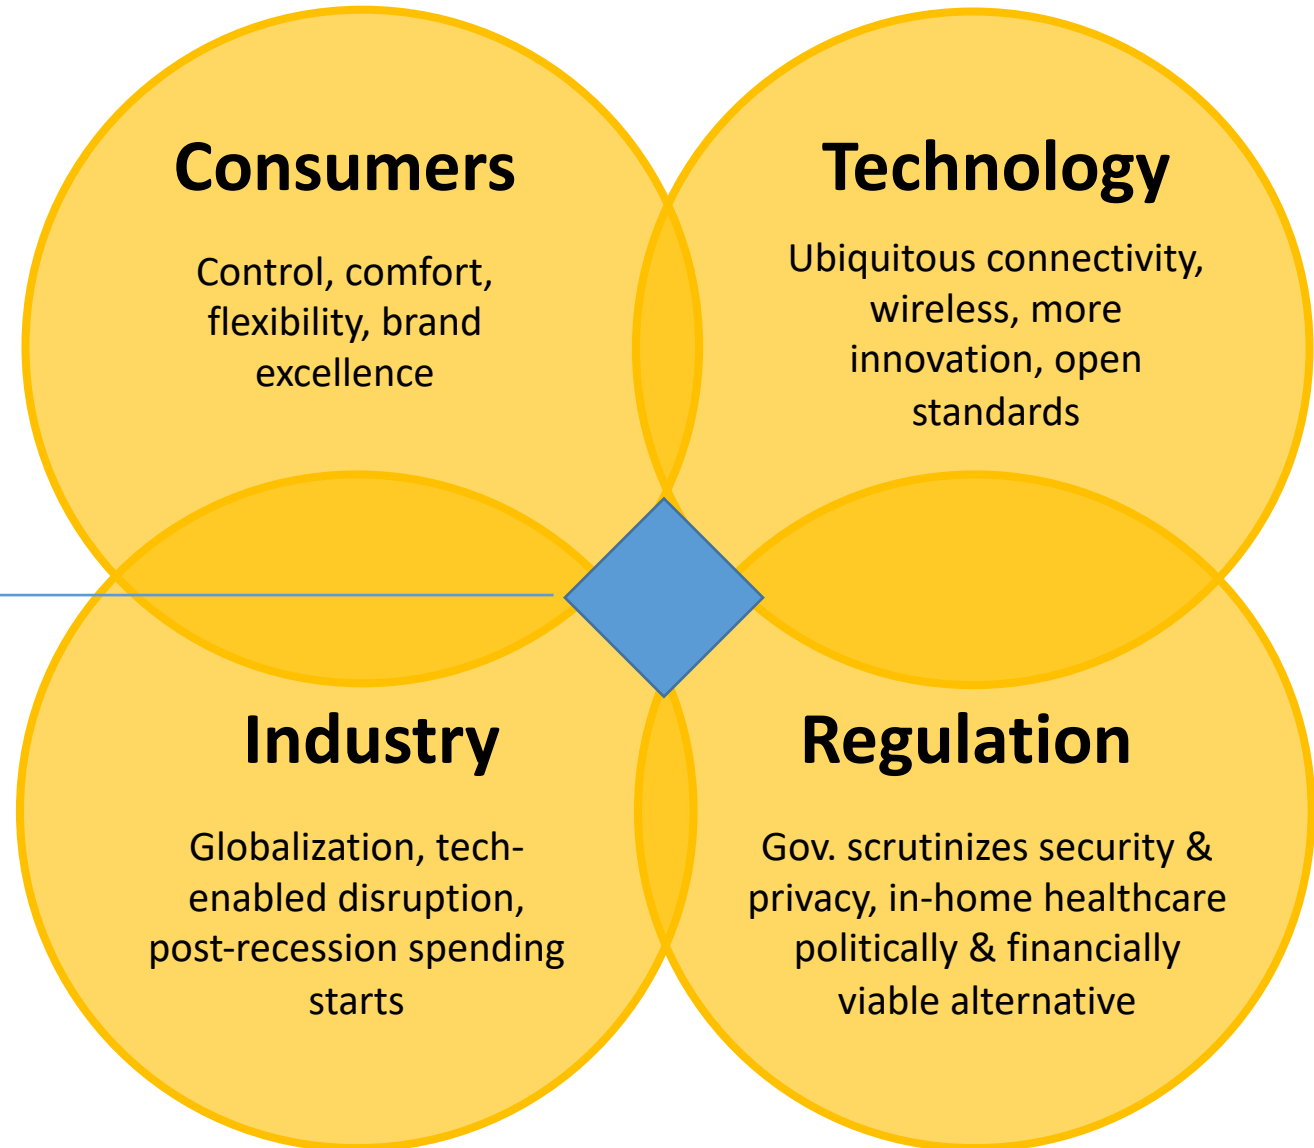 Consumers
Control, comfort,
flexibility, brand
excellence
Technology
Ubiquitous connectivity,
wireless, more
innovation, open
standards
Industry
Globalization, tech-
enabled disruption,
post-recession spending
starts
Regulation
Gov. scrutinizes security &
privacy, in-home healthcare
politically & financially
viable alternative